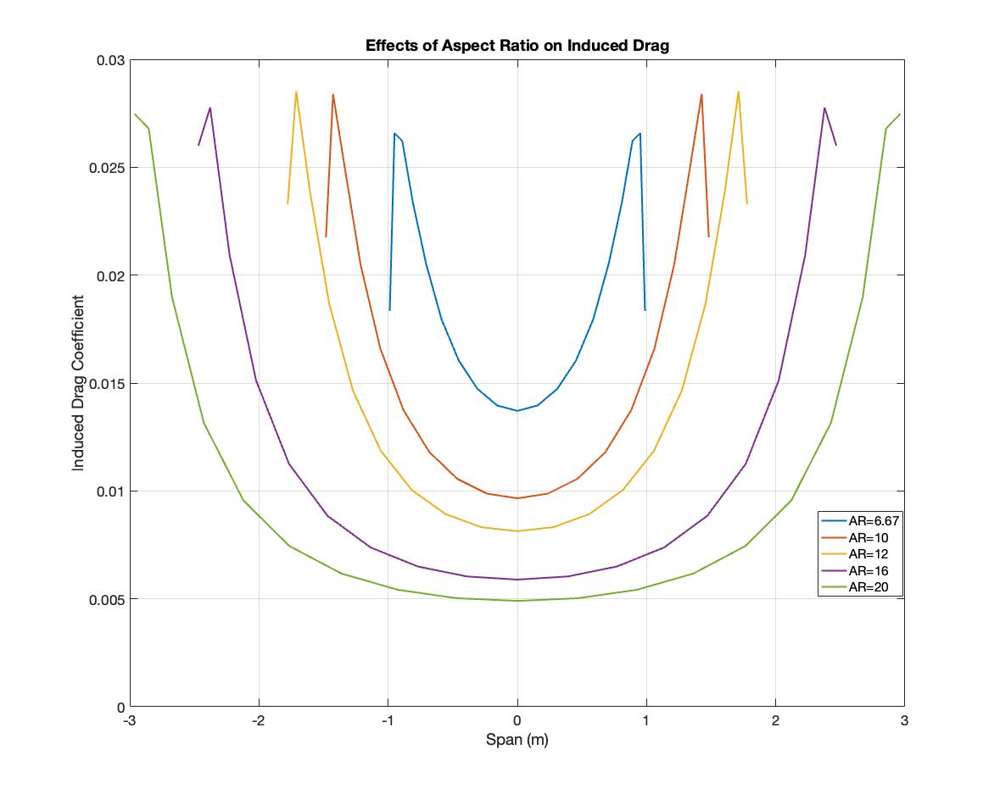 Effects of Aspect Ratio on Induced Drag
0.03
0.025
0.02
0.015
0.01
0.005
0
Induced Drag Coefficient
-3 -2 -1 0 1 2 3
Span (m)
AR=6.67
AR=10
AR=12
AR=16
AR=20